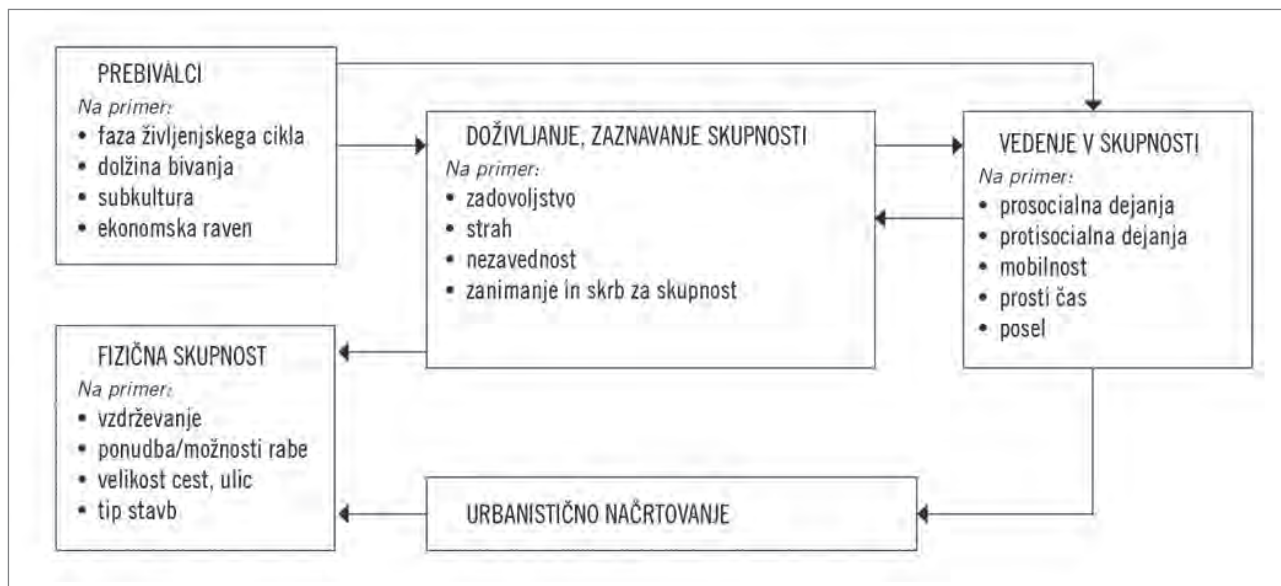 PREBIVALCI
Na primer:
• faza življenjskega cikla
• dolžina bivanja
• subkultura
• ekonomska raven
DOŽIVLJANJE, ZAZNAVANJE SKUPNOSTI
Na primer:
• zadovoljstvo
• strah
• nezavednost
• zanimanje in skrb za skupnost
VEDENJE V SKUPNOSTI
Na primer:
• prosocialna dejanja
• protisocialna dejanja
• mobilnost
• prosti čas
• posel
FIZIČNA SKUPNOST
Na primer:
• vzdrževanje
• ponudba/možnosti rabe
• velikost cest, ulic
• tip stavb
URBANISTIČNO NAČRTOVANJE